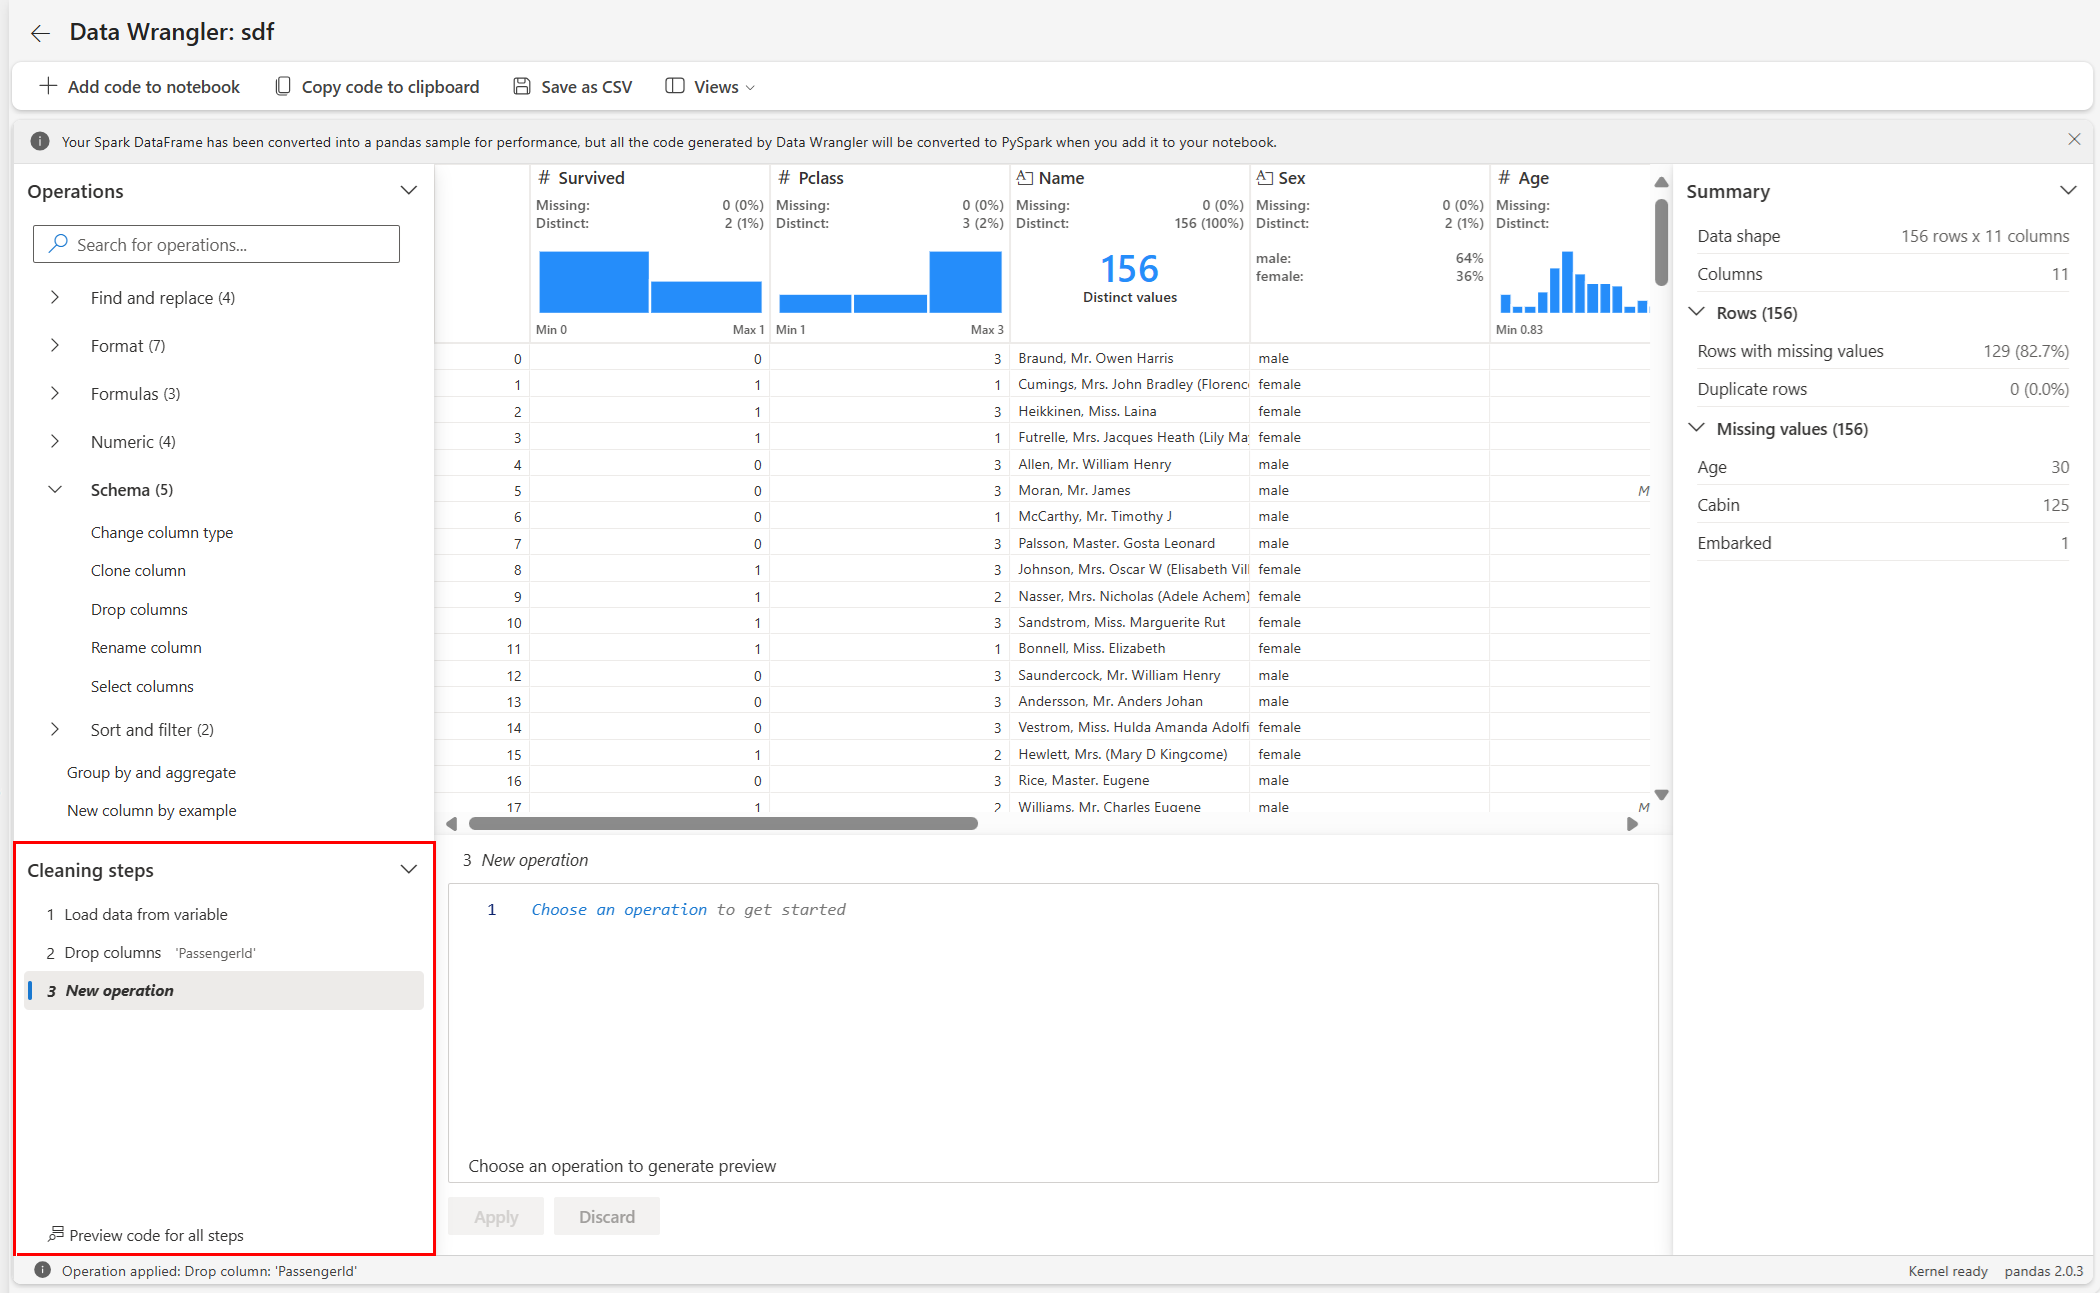 Data Wrangler: sdf
Add code to notebook Copy code to clipboard Save as CSV Views
Your Spark DataFrame has been converted into a pandas sample for performance, but all the code generated by Data Wrangler will be converted to PySpark when you add it to your notebook.
Operations
Search for operations...
Find and replace (4)
Format (7)
Formulas (3)
Numeric (4)
Schema (5)
Change column type
Clone column
Drop columns
Rename column
Select columns
Sort and filter (2)
Group by and aggregate
New column by example
Cleaning steps
1 Load data from variable
2 Drop columns 'PassengerId'
3 New operation
Preview code for all steps
# Survived # Pclass Name Sex # Age
Missing: 0 (0%) Missing: 0 (0%) Missing: 0 (0%) Missing: 0 (0%) Missing:
Distinct: 2 (1%) Distinct: 3 (2%) Distinct: 156 (100%) Distinct: 2 (1%) Distinct:
156
Distinct values
male: 64%
female: 36%
Min 0 Max 1 Min 1 Max 3 Min 0.83
0 0 3 Braund, Mr. Owen Harris male
1 1 1 Cumings, Mrs. John Bradley (Florence female
2 1 3 Heikkinen, Miss. Laina female
3 1 1 Futrelle, Mrs. Jacques Heath (Lily May female
4 0 3 Allen, Mr. William Henry male
5 0 3 Moran, Mr. James male M
6 0 1 McCarthy, Mr. Timothy J male
7 0 3 Palsson, Master. Gosta Leonard male
8 1 3 Johnson, Mrs. Oscar W (Elisabeth Vil female
9 1 2 Nasser, Mrs. Nicholas (Adele Achem) female
10 1 3 Sandstrom, Miss. Marguerite Rut female
11 1 1 Bonnell, Miss. Elizabeth female
12 0 3 Saundercock, Mr. William Henry male
13 0 3 Andersson, Mr. Anders Johan male
14 0 3 Vestrom, Miss. Hulda Amanda Adolfi female
15 1 2 Hewlett, Mrs. (Mary D Kingcome) female
16 0 3 Rice, Master. Eugene male
17 1 2 Williams, Mr. Charles Eugene male M
3 New operation
1 Choose an operation to get started
Choose an operation to generate preview
Apply Discard
Summary
Data shape 156 rows x 11 columns
Columns 11
Rows (156)
Rows with missing values 129 (82.7%)
Duplicate rows 0 (0.0%)
Missing values (156)
Age 30
Cabin 125
Embarked 1
Operation applied: Drop column: 'PassengerId'
Kernel ready pandas 2.0.3